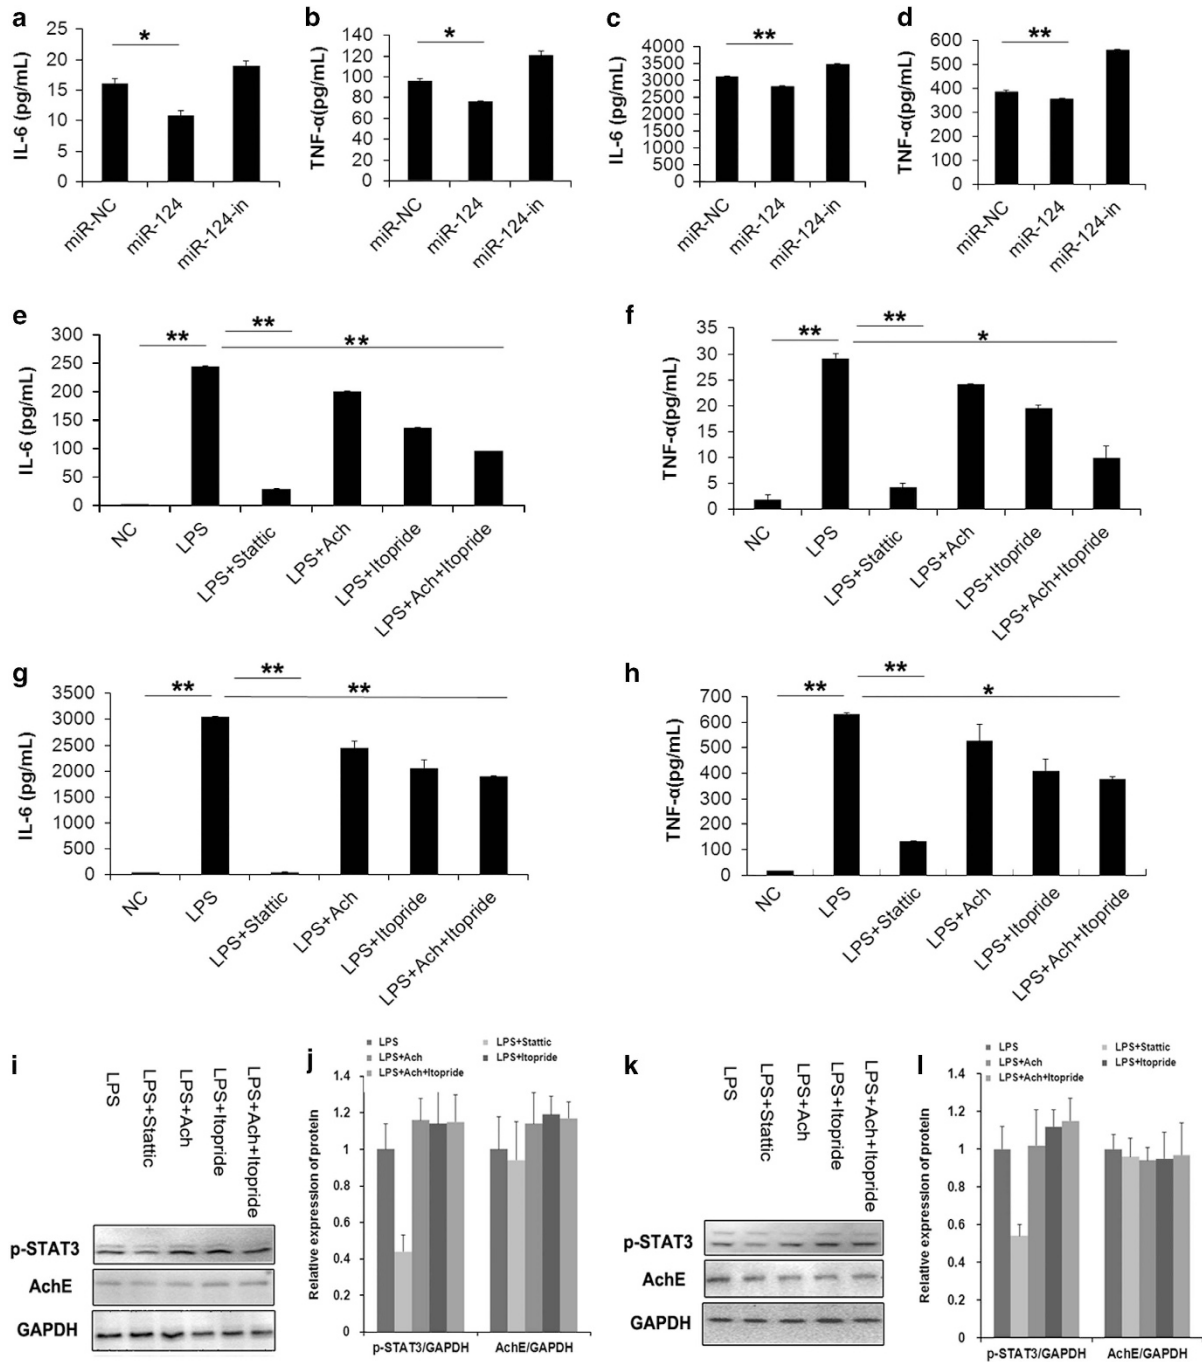 a
*
IL-6 (pg/mL)
25
20
15
10
5
0
miR-NC
miR-124
miR-124-in
b
*
TNF-α(pg/mL)
140
120
100
80
60
40
20
0
miR-NC
miR-124
miR-124-in
c
**
IL-6 (pg/mL)
4000
3500
3000
2500
2000
1500
1000
500
0
miR-NC
miR-124
miR-124-in
d
**
TNF-α(pg/mL)
600
500
400
300
200
100
0
miR-NC
miR-124
miR-124-in
e
**
**
**
IL-6 (pg/mL)
300
250
200
150
100
50
0
NC
LPS
LPS+Stattic
LPS+Ach
LPS+Itopride
LPS+Ach+Itopride
f
**
**
*
TNF-α(pg/mL)
35
30
25
20
15
10
5
0
NC
LPS
LPS+Stattic
LPS+Ach
LPS+Itopride
LPS+Ach+Itopride
g
**
**
**
IL-6 (pg/mL)
3500
3000
2500
2000
1500
1000
500
0
NC
LPS
LPS+Stattic
LPS+Ach
LPS+Itopride
LPS+Ach+Itopride
h
**
**
*
TNF-α(pg/mL)
700
600
500
400
300
200
100
0
NC
LPS
LPS+Stattic
LPS+Ach
LPS+Itopride
LPS+Ach+Itopride
i
LPS
LPS+Stattic
LPS+Ach
LPS+Itopride
LPS+Ach+Itopride
p-STAT3
AchE
GAPDH
j
LPS
LPS+Stattic
LPS+Ach
LPS+Itopride
LPS+Ach+Itopride
Relative expression of protein
1.4
1.2
1
0.8
0.6
0.4
0.2
0
p-STAT3/GAPDH
AchE/GAPDH
k
LPS
LPS+Stattic
LPS+Ach
LPS+Itopride
LPS+Ach+Itopride
p-STAT3
AchE
GAPDH
l
LPS
LPS+Stattic
LPS+Ach
LPS+Itopride
LPS+Ach+Itopride
Relative expression of protein
1.4
1.2
1
0.8
0.6
0.4
0.2
0
p-STAT3/GAPDH
AchE/GAPDH